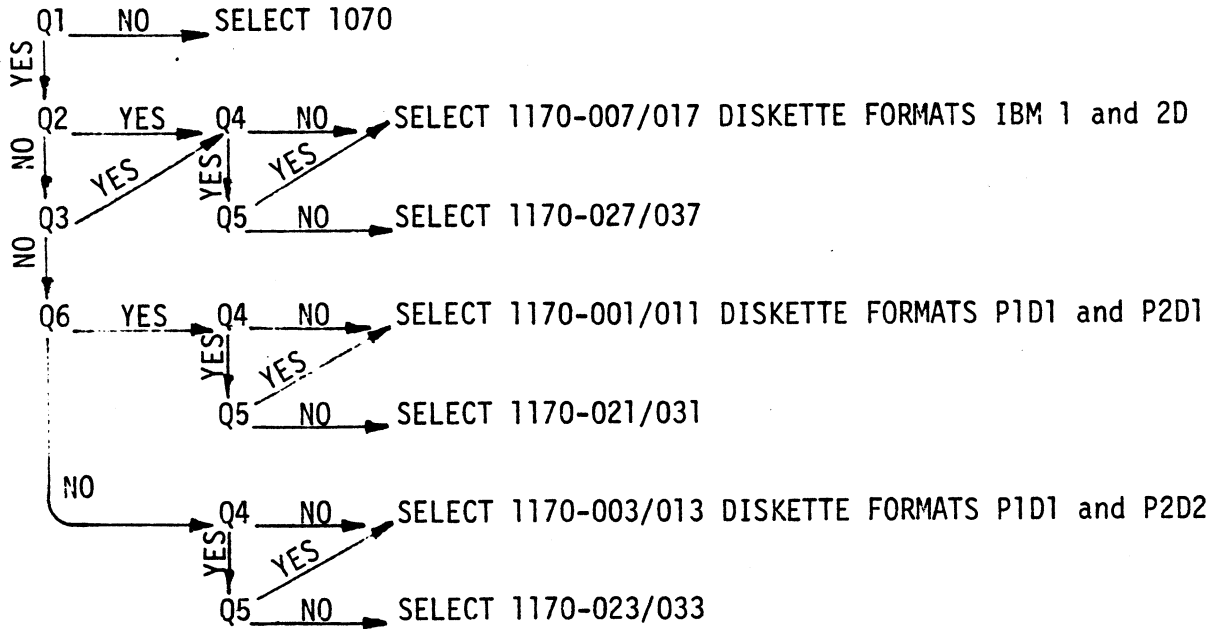 Q1 NO SELECT 1070
YES
Q2 YES Q4 NO SELECT 1170-007/017 DISKETTE FORMATS IBM 1 and 2D
NO YES YES YES
Q3 Q5 NO SELECT 1170-027/037
NO
Q6 YES Q4 NO SELECT 1170-001/011 DISKETTE FORMATS P1D1 and P2D1
YES YES
Q5 NO SELECT 1170-021/031
NO
Q4 NO SELECT 1170-003/013 DISKETTE FORMATS P1D1 and P2D2
YES YES
Q5 NO SELECT 1170-023/033